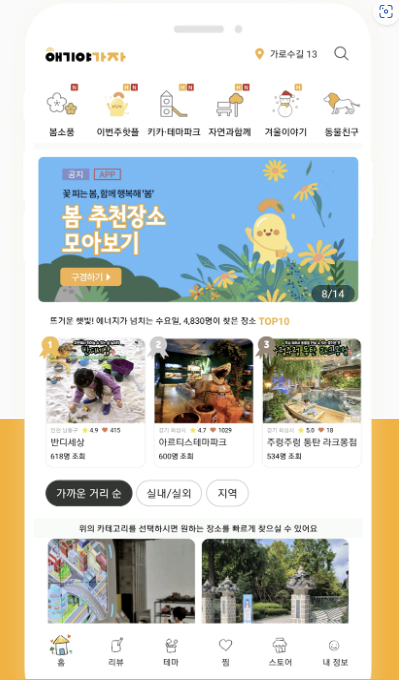 애기야가자
가로수길 13
N
H N
H N
H N
N
봄소풍
이번주핫플
키카·테마파크
자연과함께
겨울이야기
동물친구
공지 APP
꽃 피는 봄, 함께 행복해 '봄'
봄 추천장소
모아보기
구경하기
8/14
뜨거운 햇빛! 에너지가 넘치는 수요일, 4,830명이 찾은 장소 TOP10
1
반디세상
인천 남동구 4.9 415
반디세상
618명 조회
2
경기 화성시 4.7 1029
아르티스테마파크
600명 조회
3
경기 화성시 5.0 18
주렁주렁 동탄 라크몽점
534명 조회
가까운 거리 순
실내/실외
지역
위의 카테고리를 선택하시면 원하는 장소를 빠르게 찾으실 수 있어요
홈
리뷰
테마
찜
스토어
내 정보